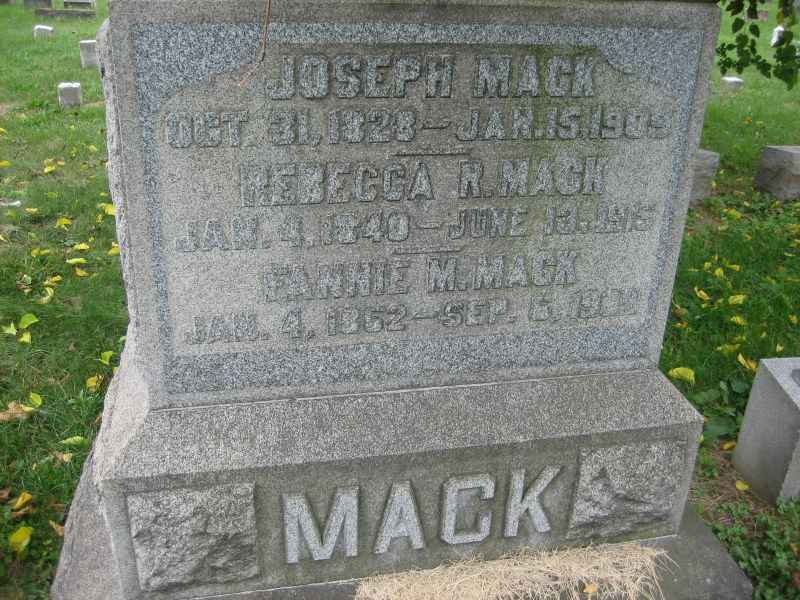 JOSEPH MACK
OCT. 31, 1828 — JAN. 15, 1909
REBECCA R. MACK
JAN. 4, 1840 — JUNE 13, 1915
FANNIE M. MACK
JAN. 4, 1862 — SEP. 6,
MACK